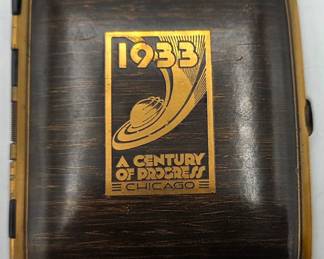 1933
A CENTURY
OF PROGRESS
CHICAGO